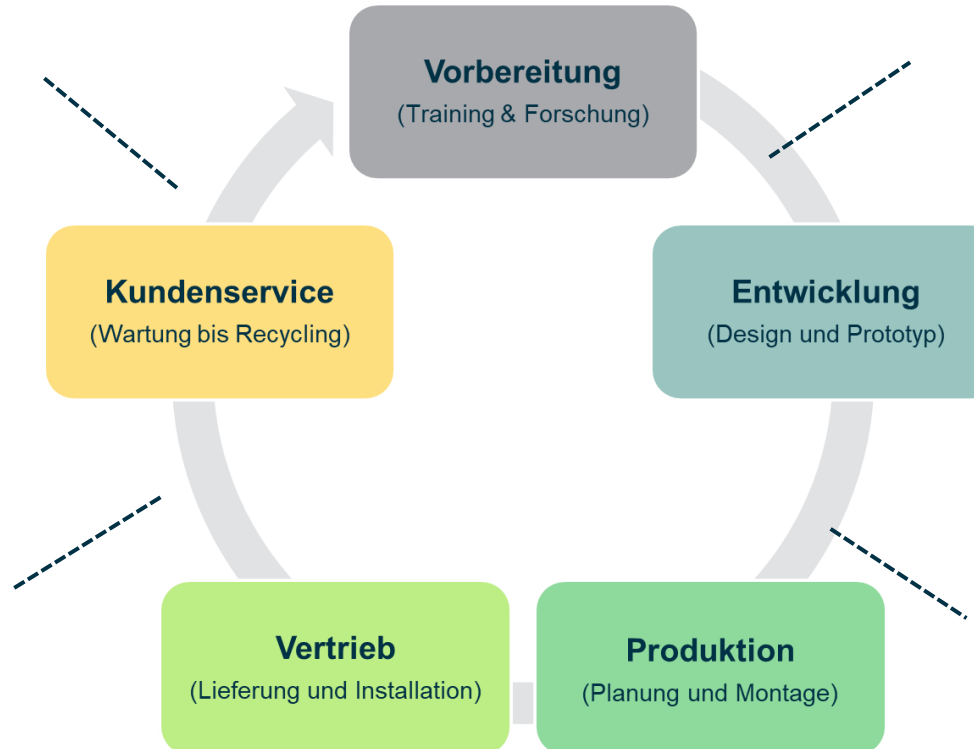 Vorbereitung
(Training & Forschung)
Kundenservice
(Wartung bis Recycling)
Entwicklung
(Design und Prototyp)
Vertrieb
(Lieferung und Installation)
Produktion
(Planung und Montage)